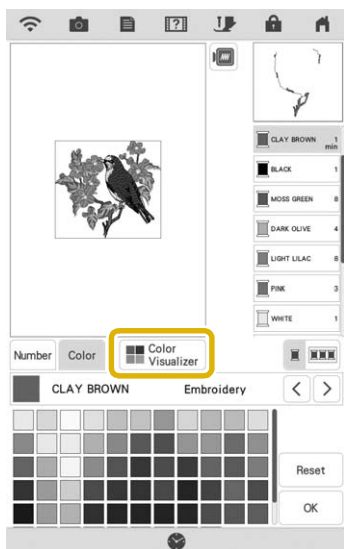 CLAY BROWN 1
min
BLACK 1
MOSS GREEN 8
DARK OLIVE 4
LIGHT LILAC 6
PINK 3
WHITE 1
Number
Color
Color
Visualizer
CLAY BROWN Embroidery
< >
Reset
OK